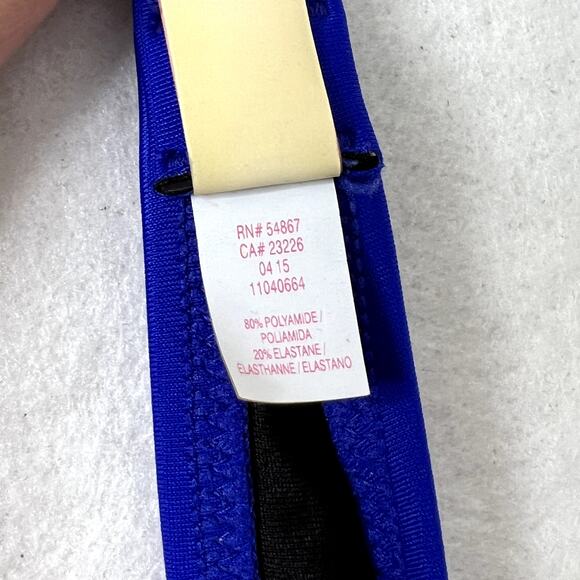 RN# 54867
CA# 23226
04 15
11040664
80% POLYAMIDE /
POLIAMIDA
20% ELASTANE /
ELASTHANNE / ELASTANO